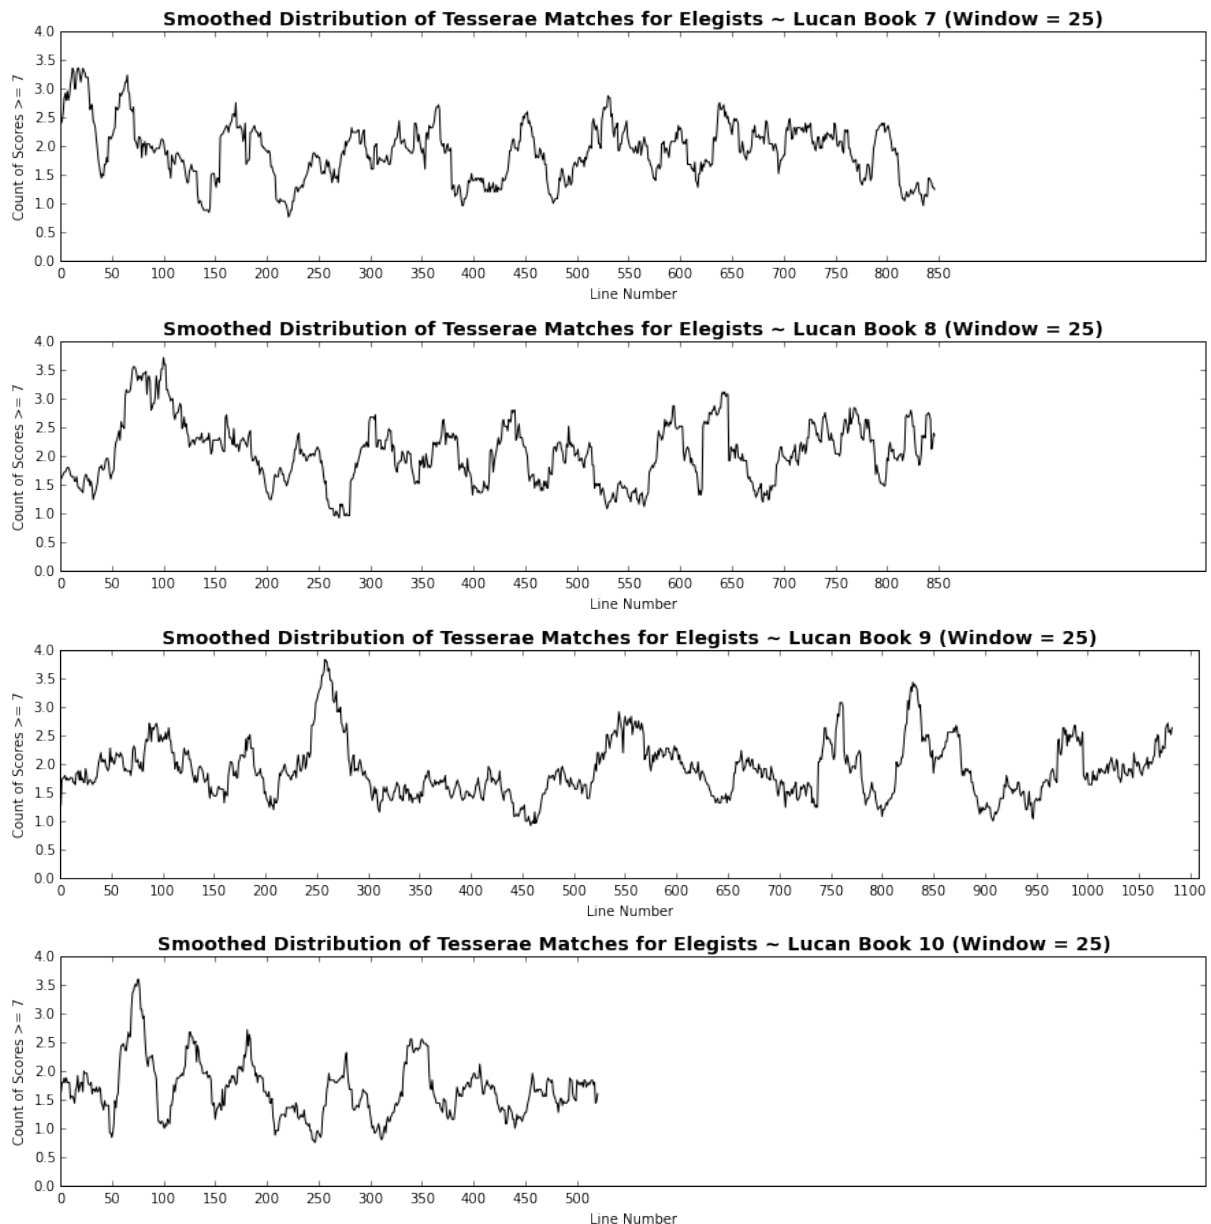 Smoothed Distribution of Tesserae Matches for Elegists ~ Lucan Book 7 (Window = 25)
4.0
3.5
3.0
2.5
2.0
1.5
1.0
0.5
0.0
Count of Scores >= 7
0 50 100 150 200 250 300 350 400 450 500 550 600 650 700 750 800 850
Line Number
Smoothed Distribution of Tesserae Matches for Elegists ~ Lucan Book 8 (Window = 25)
4.0
3.5
3.0
2.5
2.0
1.5
1.0
0.5
0.0
Count of Scores >= 7
0 50 100 150 200 250 300 350 400 450 500 550 600 650 700 750 800 850
Line Number
Smoothed Distribution of Tesserae Matches for Elegists ~ Lucan Book 9 (Window = 25)
4.0
3.5
3.0
2.5
2.0
1.5
1.0
0.5
0.0
Count of Scores >= 7
0 50 100 150 200 250 300 350 400 450 500 550 600 650 700 750 800 850 900 950 1000 1050 1100
Line Number
Smoothed Distribution of Tesserae Matches for Elegists ~ Lucan Book 10 (Window = 25)
4.0
3.5
3.0
2.5
2.0
1.5
1.0
0.5
0.0
Count of Scores >= 7
0 50 100 150 200 250 300 350 400 450 500
Line Number